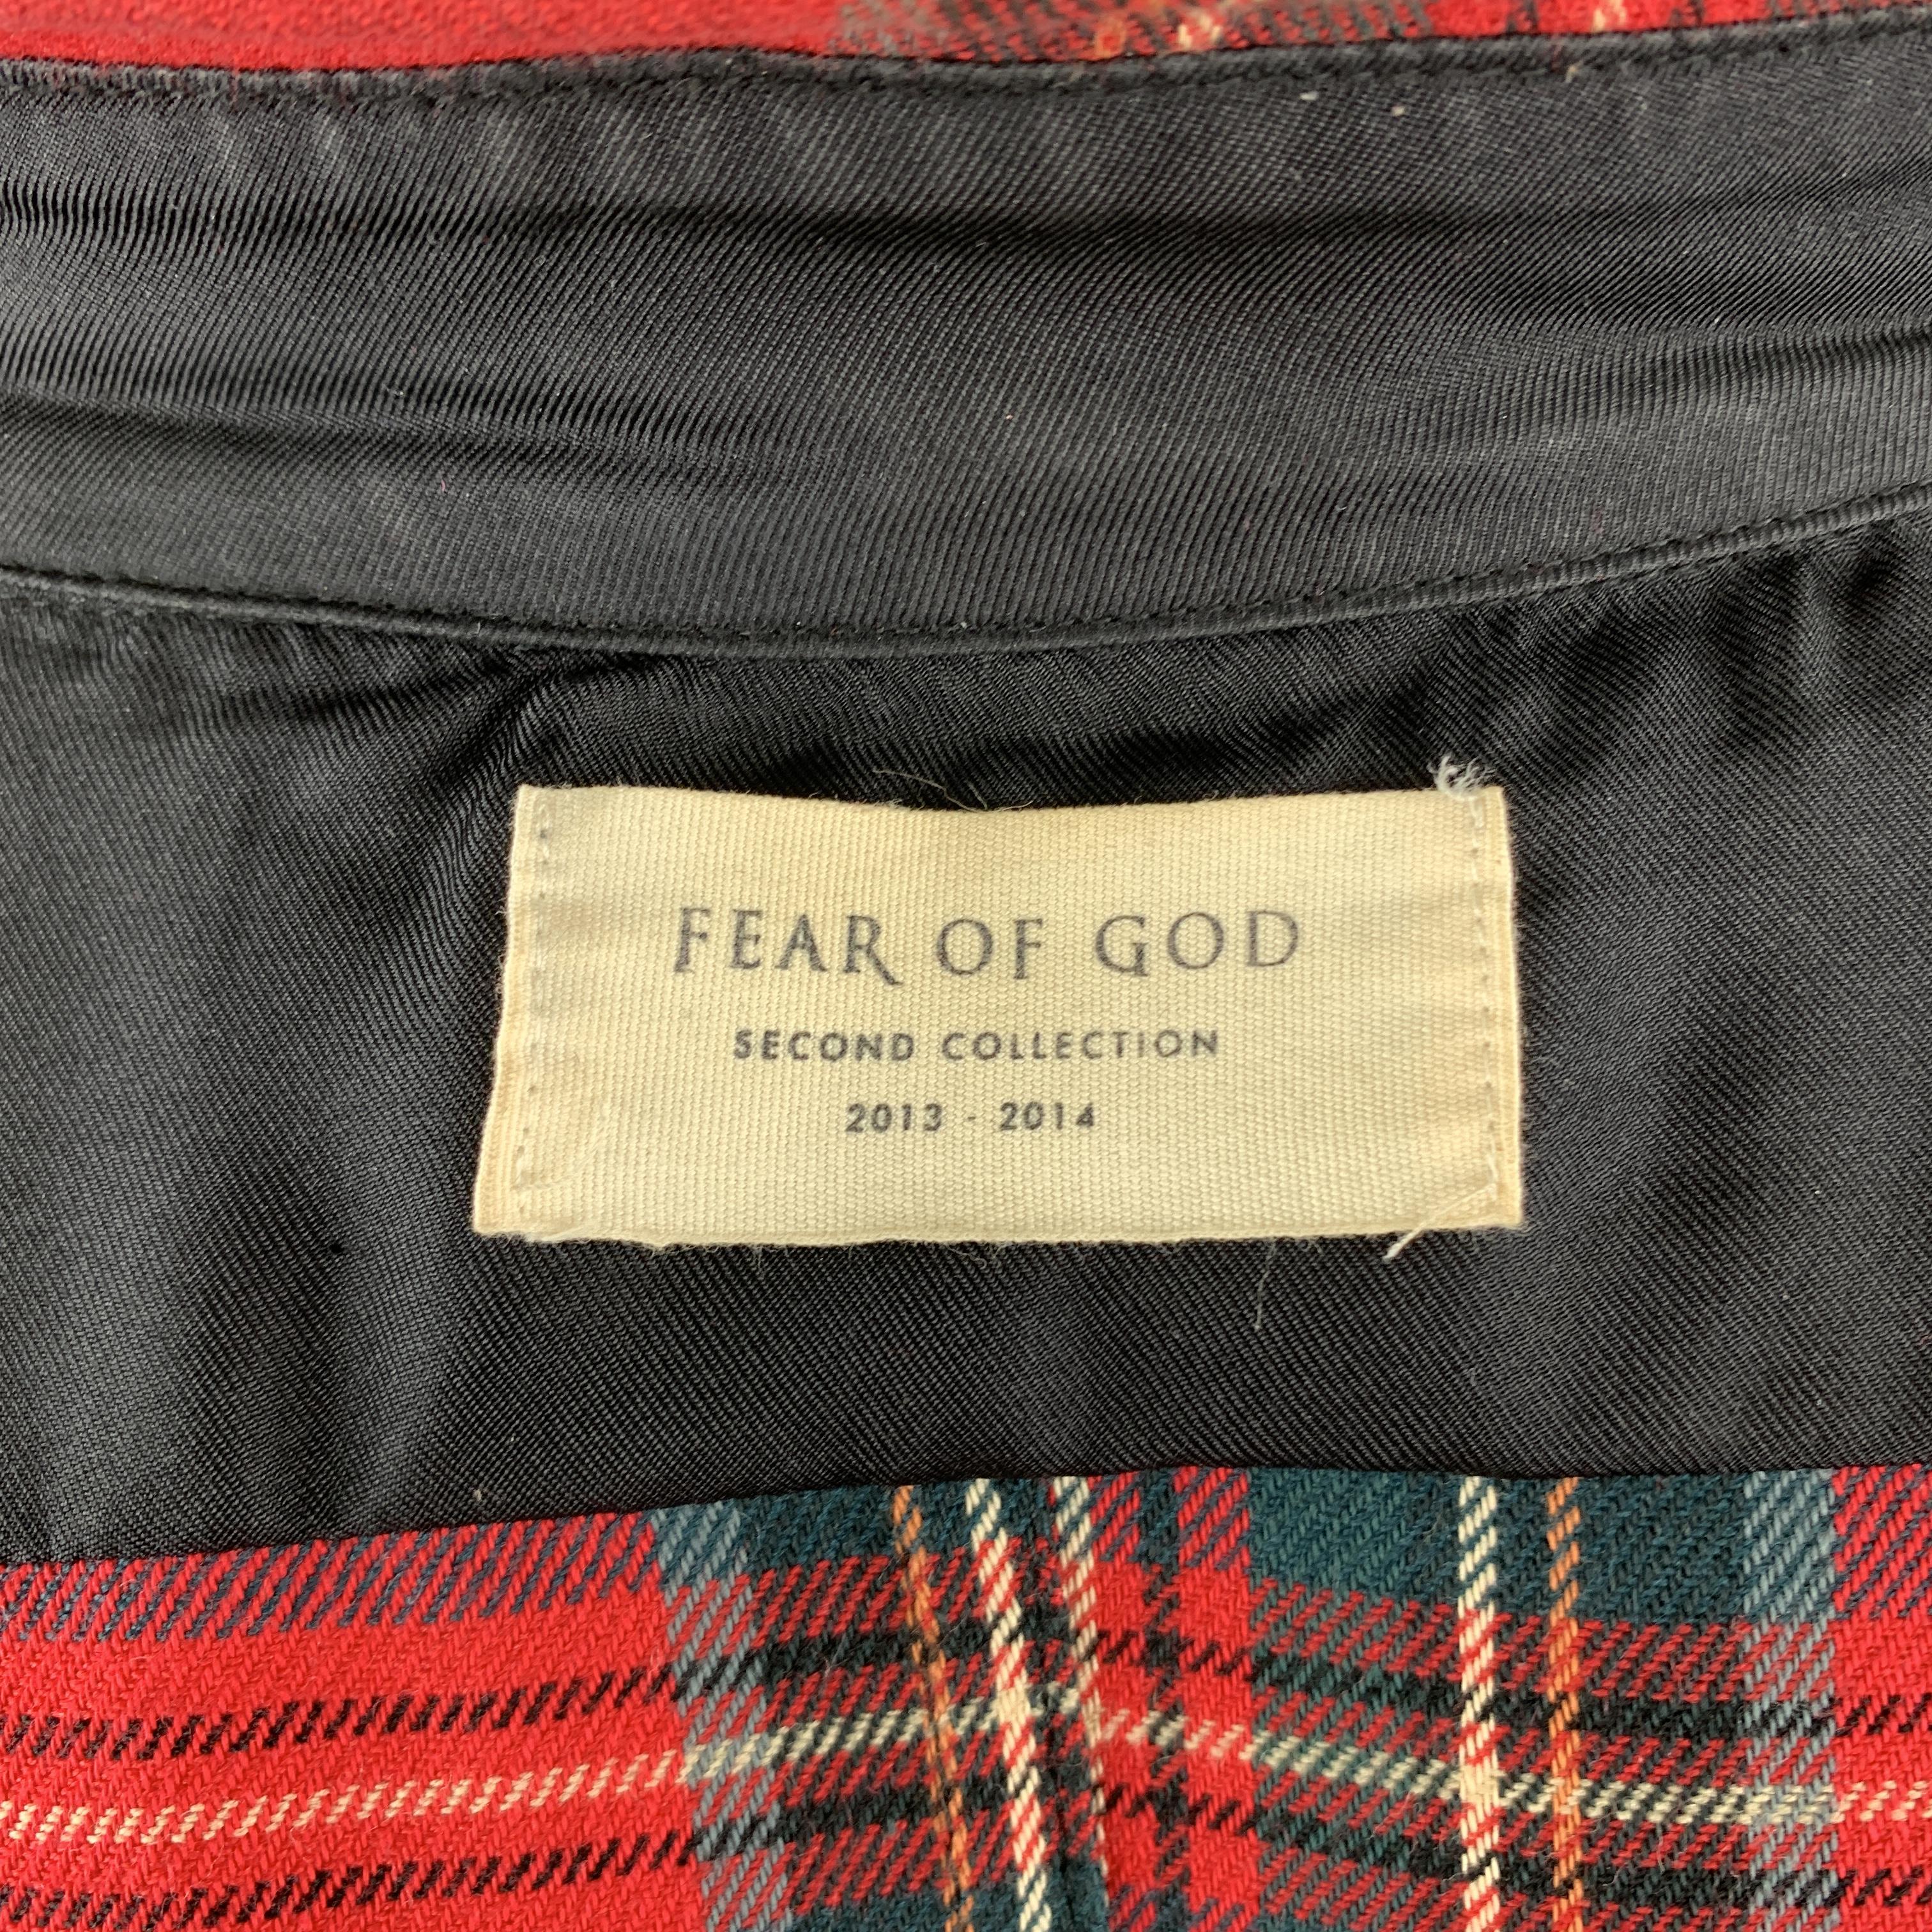 FEAR OF GOD
SECOND COLLECTION
2013 - 2014